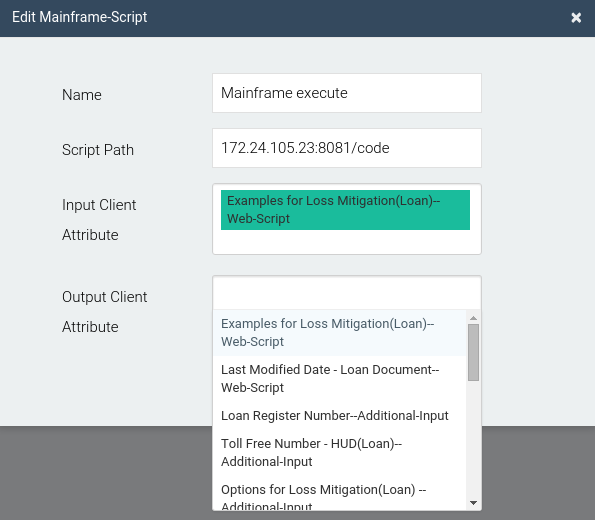 Edit Mainframe-Script ×
Name
Mainframe execute
Script Path
172.24.105.23:8081/code
Input Client
Attribute
Examples for Loss Mitigation(Loan)--
Web-Script
Output Client
Attribute
Examples for Loss Mitigation(Loan)--
Web-Script
Last Modified Date - Loan Document--
Web-Script
Loan Register Number--Additional-Input
Toll Free Number - HUD(Loan)--
Additional-Input
Options for Loss Mitigation(Loan) --
Additional-Input